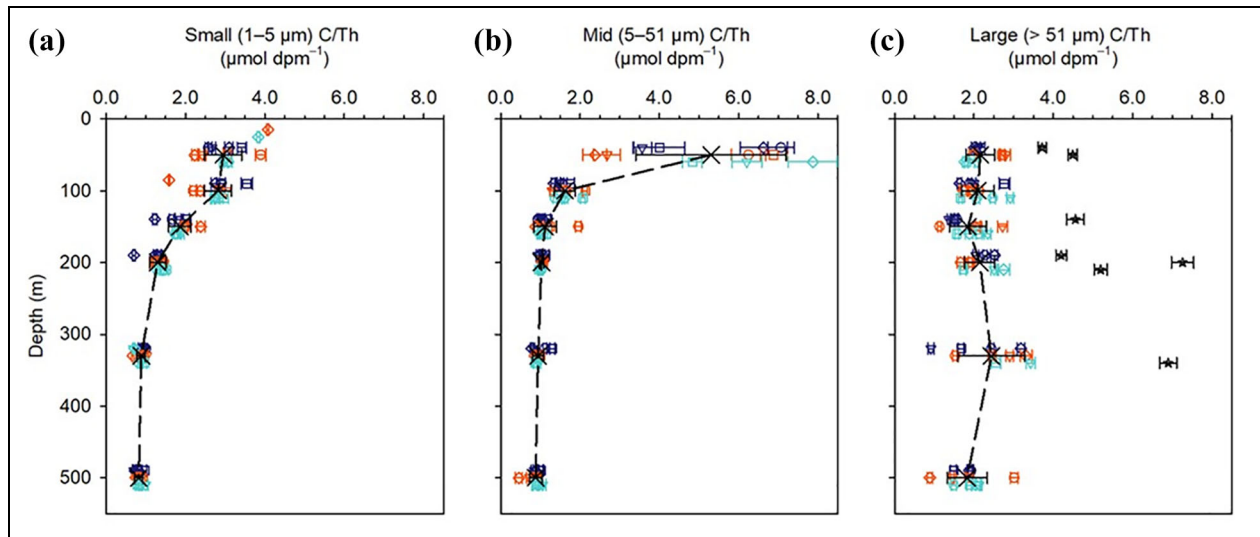 (a) Small (1–5 µm) C/Th
(µmol dpm⁻¹)
0.0 2.0 4.0 6.0 8.0
0
100
200
300
400
500
Depth (m)
(b) Mid (5–51 µm) C/Th
(µmol dpm⁻¹)
0.0 2.0 4.0 6.0 8.0
(c) Large (> 51 µm) C/Th
(µmol dpm⁻¹)
0.0 2.0 4.0 6.0 8.0